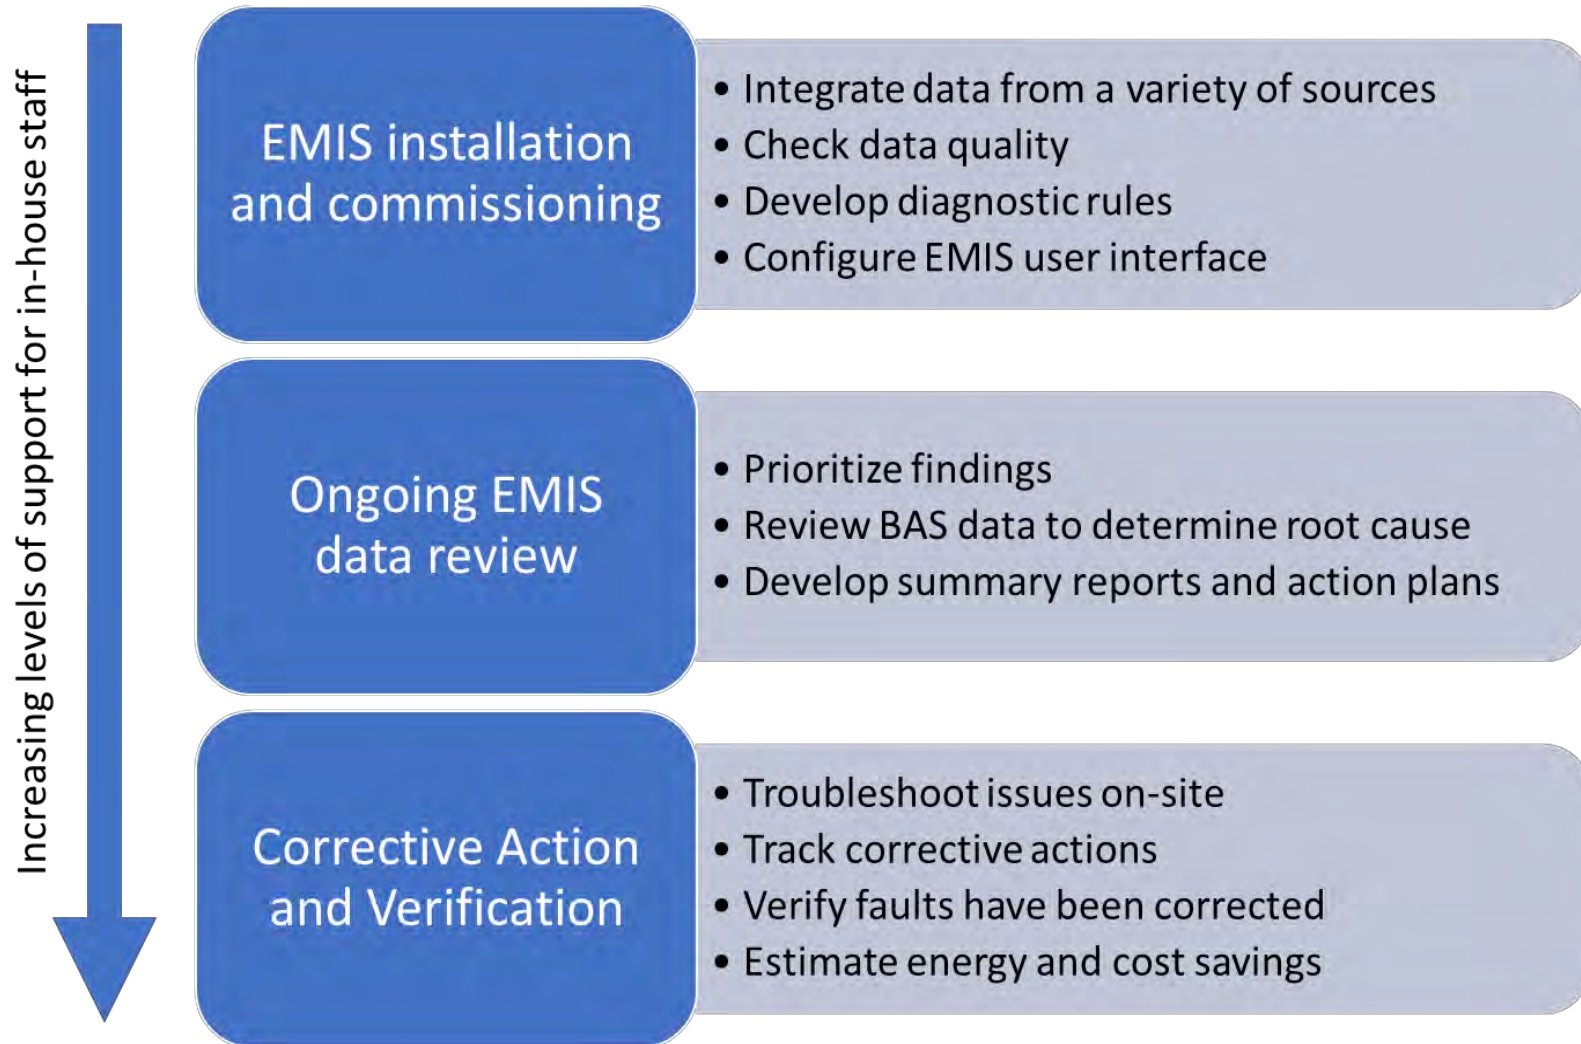 Increasing levels of support for in-house staff
EMIS installation
and commissioning
• Integrate data from a variety of sources
• Check data quality
• Develop diagnostic rules
• Configure EMIS user interface
Ongoing EMIS
data review
• Prioritize findings
• Review BAS data to determine root cause
• Develop summary reports and action plans
Corrective Action
and Verification
• Troubleshoot issues on-site
• Track corrective actions
• Verify faults have been corrected
• Estimate energy and cost savings